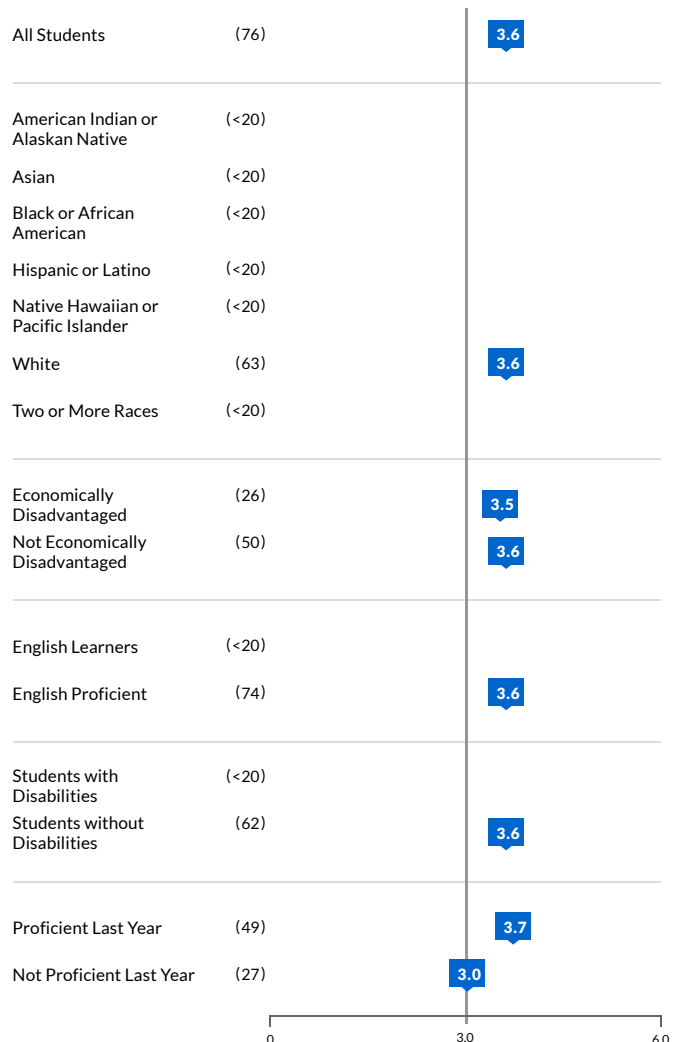 All Students (76) 3.6
American Indian or (<20)
Alaskan Native
Asian (<20)
Black or African (<20)
American
Hispanic or Latino (<20)
Native Hawaiian or (<20)
Pacific Islander
White (63) 3.6
Two or More Races (<20)
Economically (26) 3.5
Disadvantaged
Not Economically (50) 3.6
Disadvantaged
English Learners (<20)
English Proficient (74) 3.6
Students with (<20)
Disabilities
Students without (62) 3.6
Disabilities
Proficient Last Year (49) 3.7
Not Proficient Last Year (27) 3.0
0 3.0 6.0